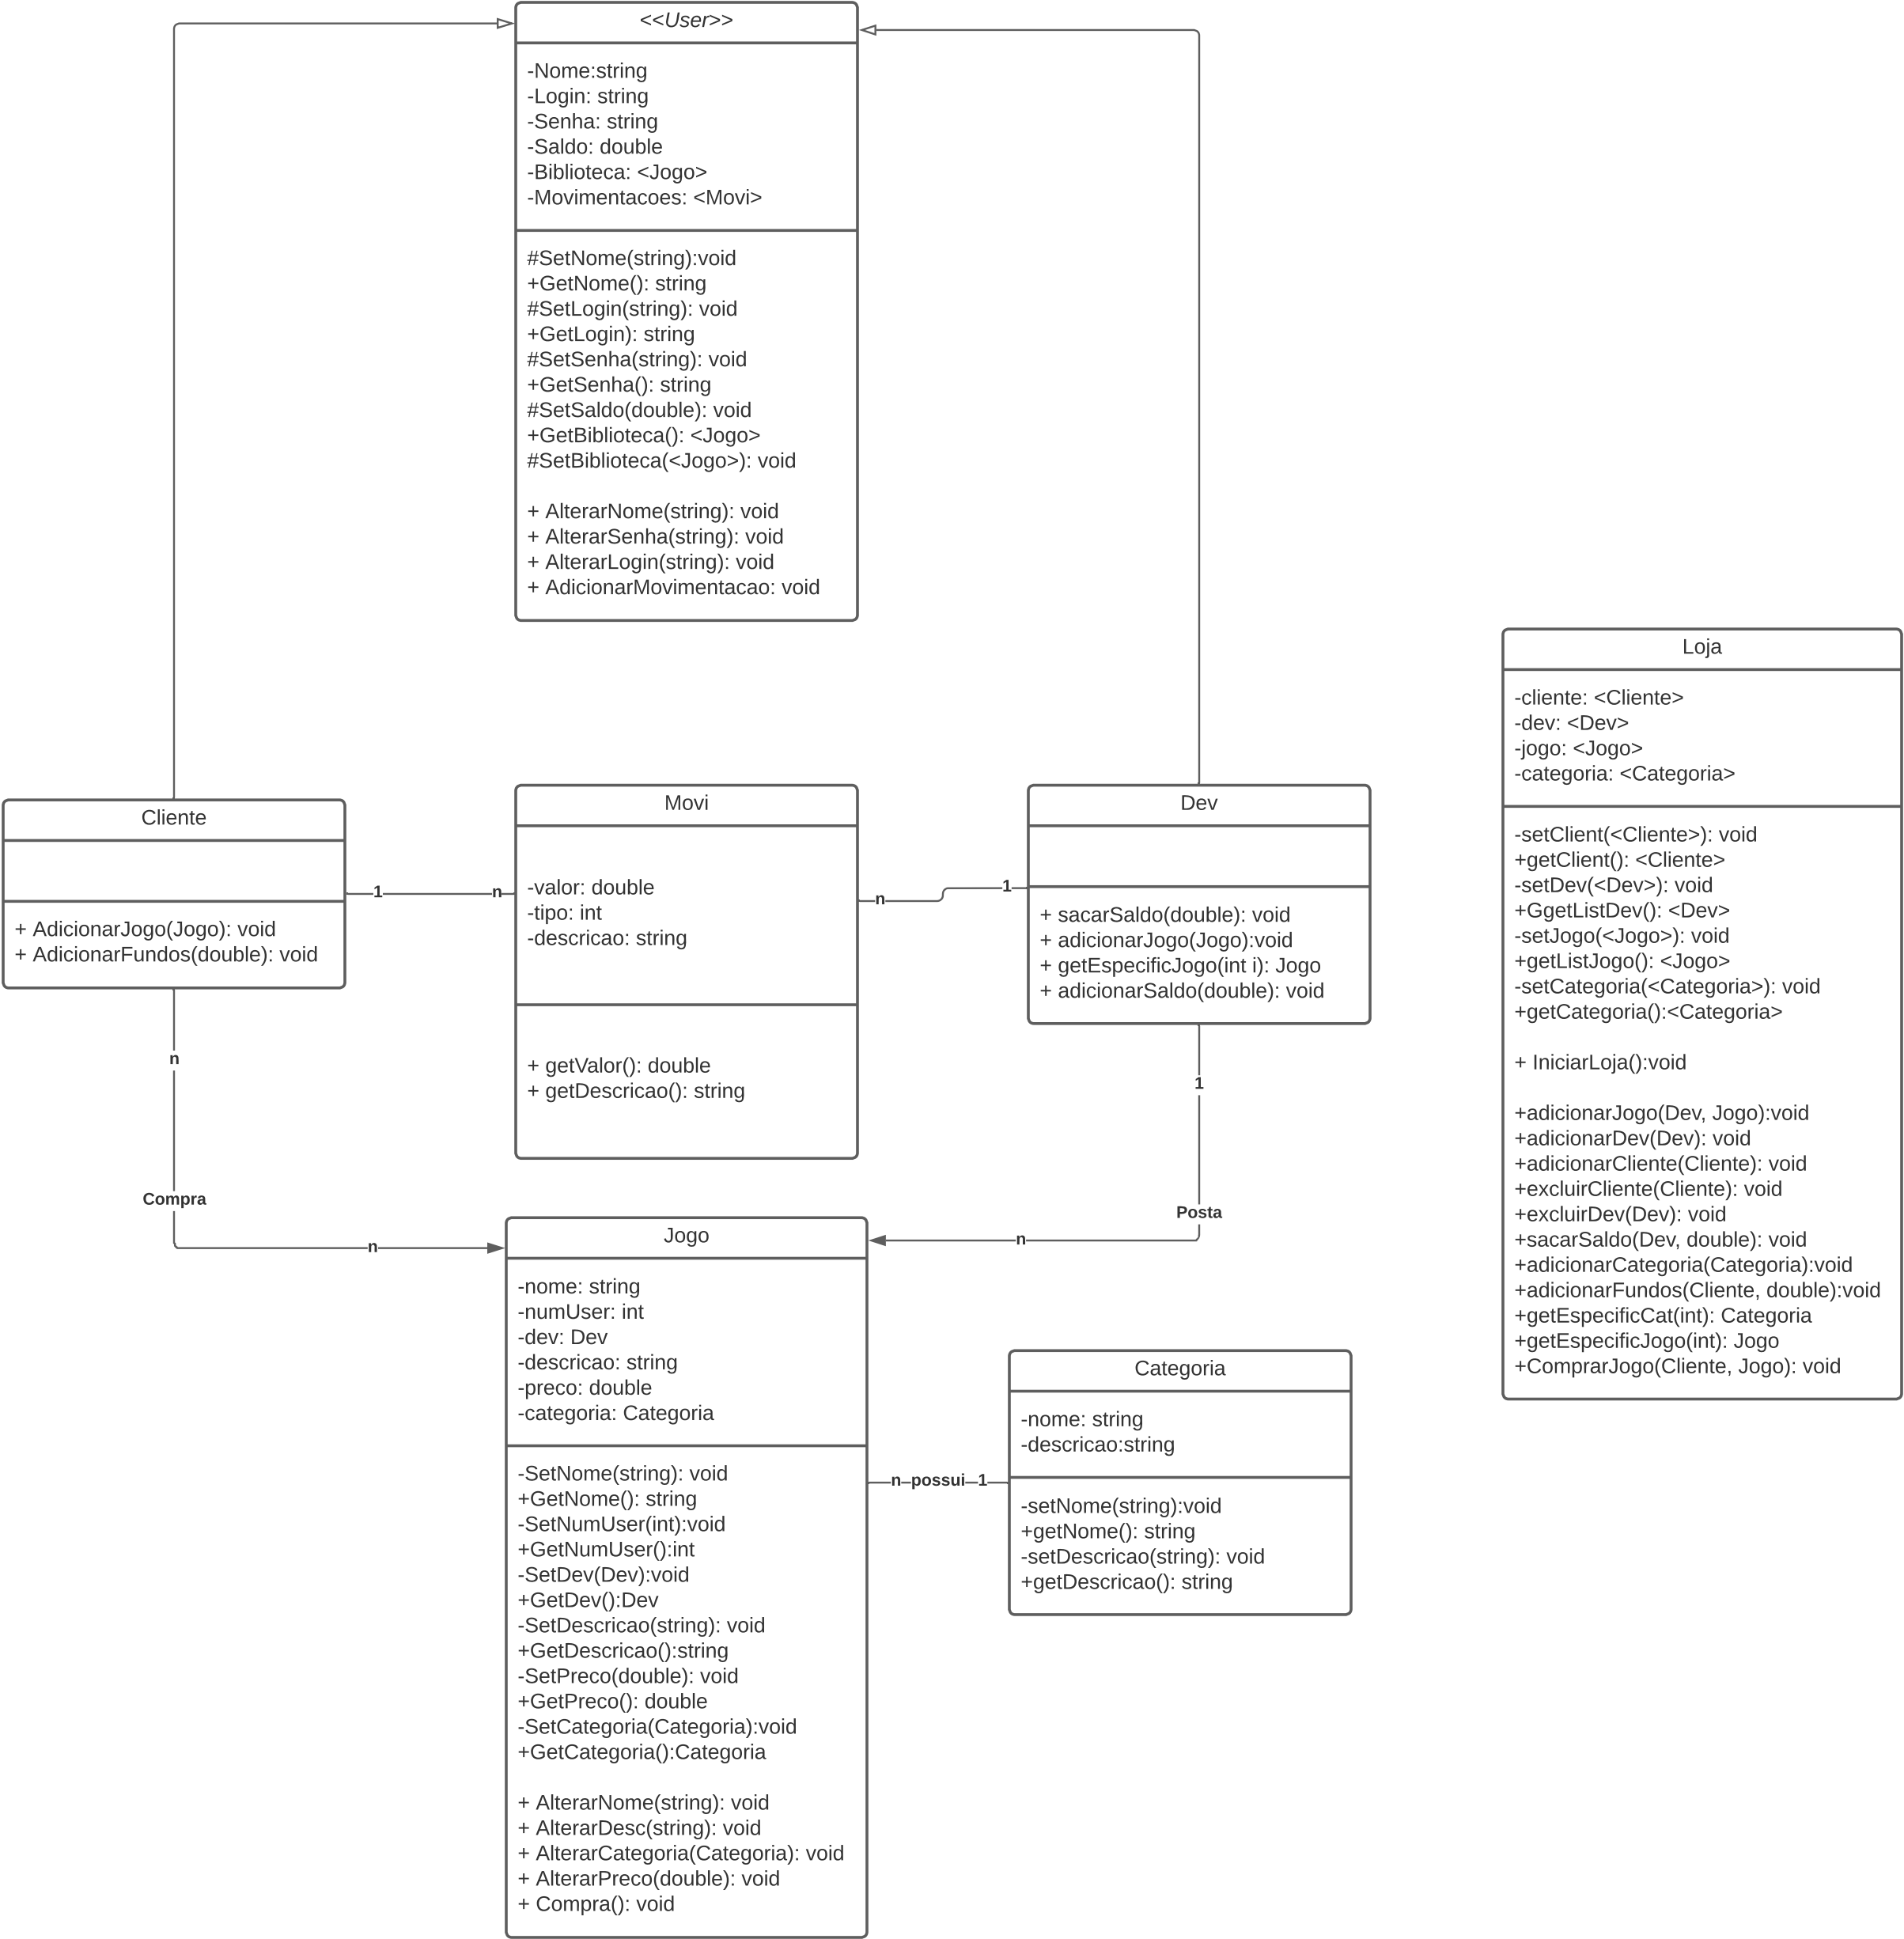 <<User>>
-Nome:string
-Login: string
-Senha: string
-Saldo: double
-Biblioteca: <Jogo>
-Movimentacoes: <Movi>
#SetNome(string):void
+GetNome(): string
#SetLogin(string): void
+GetLogin): string
#SetSenha(string): void
+GetSenha(): string
#SetSaldo(double): void
+GetBiblioteca(): <Jogo>
#SetBiblioteca(<Jogo>): void
+ AlterarNome(string): void
+ AlterarSenha(string): void
+ AlterarLogin(string): void
+ AdicionarMovimentacao: void
Cliente
+ AdicionarJogo(Jogo): void
+ AdicionarFundos(double): void
1
n
Movi
-valor: double
-tipo: int
-descricao: string
+ getValor(): double
+ getDescricao(): string
n
1
Dev
+ sacarSaldo(double): void
+ adicionarJogo(Jogo):void
+ getEspecificJogo(int i): Jogo
+ adicionarSaldo(double): void
Loja
-cliente: <Cliente>
-dev: <Dev>
-jogo: <Jogo>
-categoria: <Categoria>
-setClient(<Cliente>): void
+getClient(): <Cliente>
-setDev(<Dev>): void
+GgetListDev(): <Dev>
-setJogo(<Jogo>): void
+getListJogo(): <Jogo>
-setCategoria(<Categoria>): void
+getCategoria():<Categoria>
+ IniciarLoja():void
+adicionarJogo(Dev, Jogo):void
+adicionarDev(Dev): void
+adicionarCliente(Cliente): void
+excluirCliente(Cliente): void
+excluirDev(Dev): void
+sacarSaldo(Dev, double): void
+adicionarCategoria(Categoria):void
+adicionarFundos(Cliente, double):void
+getEspecificCat(int): Categoria
+getEspecificJogo(int): Jogo
+ComprarJogo(Cliente, Jogo): void
n
Compra
n
1
Posta
n
Jogo
-nome: string
-numUser: int
-dev: Dev
-descricao: string
-preco: double
-categoria: Categoria
-SetNome(string): void
+GetNome(): string
-SetNumUser(int):void
+GetNumUser():int
-SetDev(Dev):void
+GetDev():Dev
-SetDescricao(string): void
+GetDescricao():string
-SetPreco(double): void
+GetPreco(): double
-SetCategoria(Categoria):void
+GetCategoria():Categoria
+ AlterarNome(string): void
+ AlterarDesc(string): void
+ AlterarCategoria(Categoria): void
+ AlterarPreco(double): void
+ Compra(): void
n possui 1
Categoria
-nome: string
-descricao:string
-setNome(string):void
+getNome(): string
-setDescricao(string): void
+getDescricao(): string